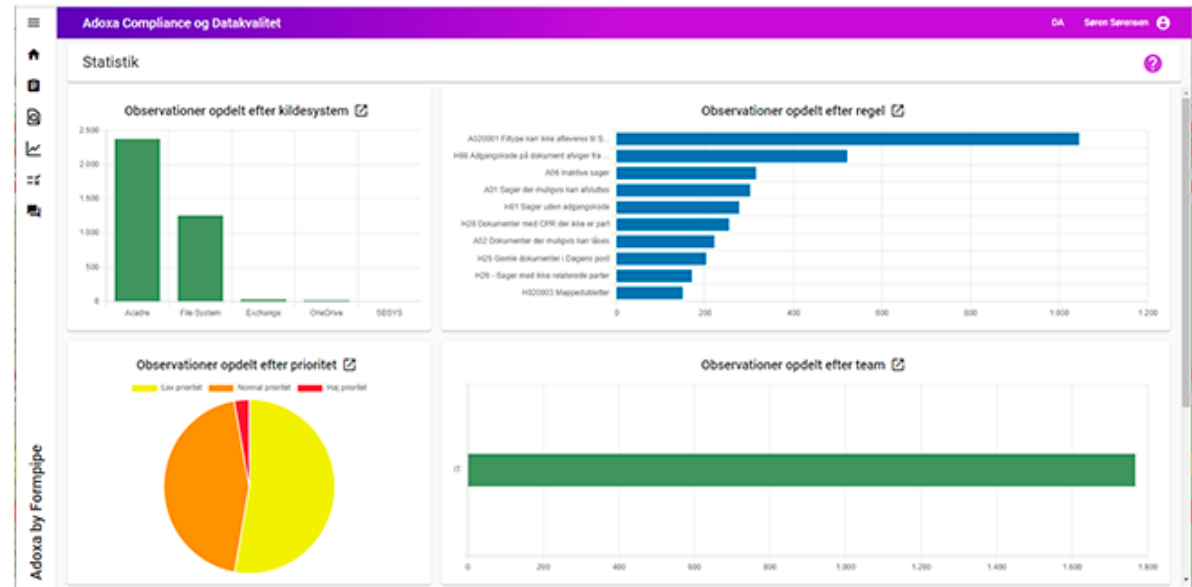 Adoxa Compliance og Datakvalitet
DA Søren Sørensen
Statistik
Observationer opdelt efter kildesystem
2.500
2.000
1.500
1.000
500
0
Acadre File System Exchange OneDrive SBSYS
Observationer opdelt efter regel
A020001 Filtype kan ikke afleveres til S...
H08 Adgangskode på dokument afviger fra ...
A06 Inaktive sager
A01 Sager der muligvis kan afsluttes
H01 Sager uden adgangskode
H28 Dokumenter med CPR der ikke er part
A02 Dokumenter der muligvis kan låses
H25 Gamle dokumenter i Dagens post
H26 - Sager med ikke relaterede parter
H020003 Mappedubletter
0 200 400 600 800 1.000 1.200
Observationer opdelt efter prioritet
Lav prioritet Normal prioritet Høj prioritet
Observationer opdelt efter team
IT
0 200 400 600 800 1.000 1.200 1.400 1.600 1.800
Adoxa by Formpipe